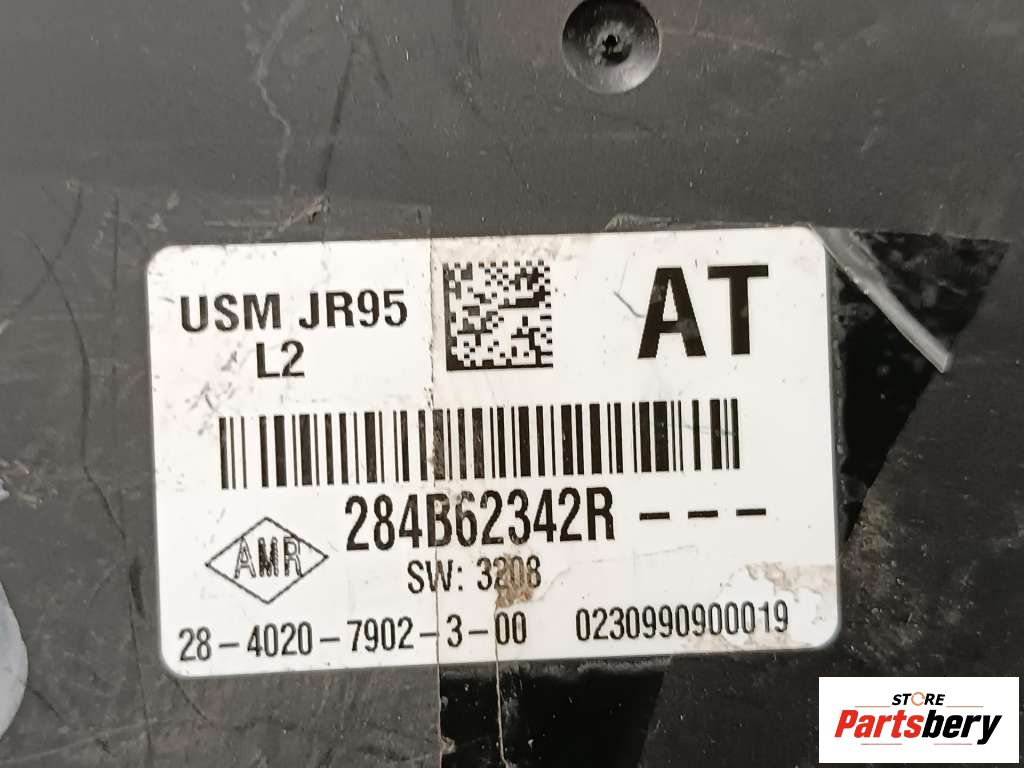 USM JR95
L2
AT
284B62342R - - -
AMR
SW: 3208
28-4020-7902-3-00
0230990900019
STORE
Partsbery